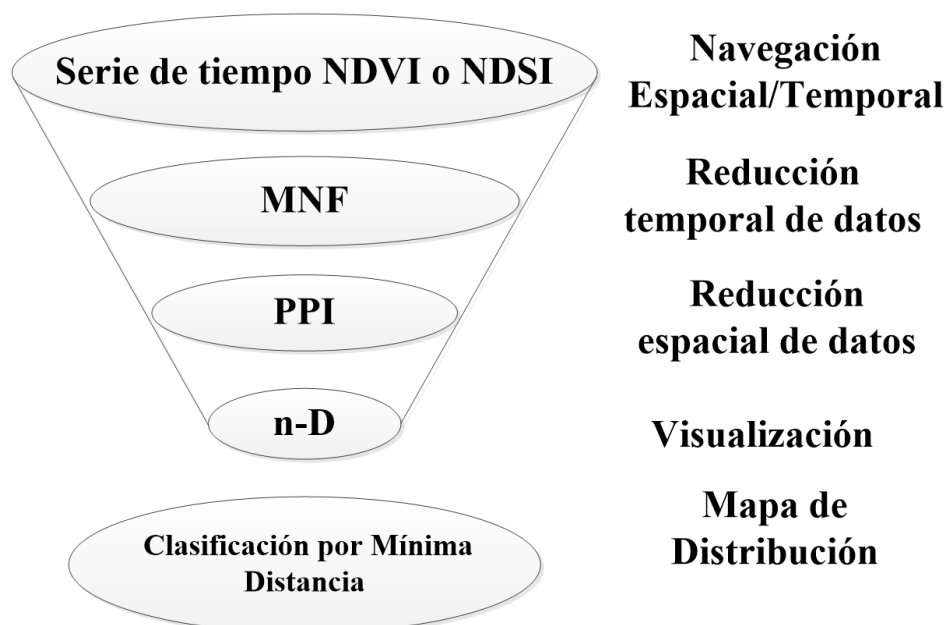 Serie de tiempo NDVI o NDSI
Navegación
Espacial/Temporal
MNF
Reducción
temporal de datos
PPI
Reducción
espacial de datos
n-D
Visualización
Clasificación por Mínima
Distancia
Mapa de
Distribución